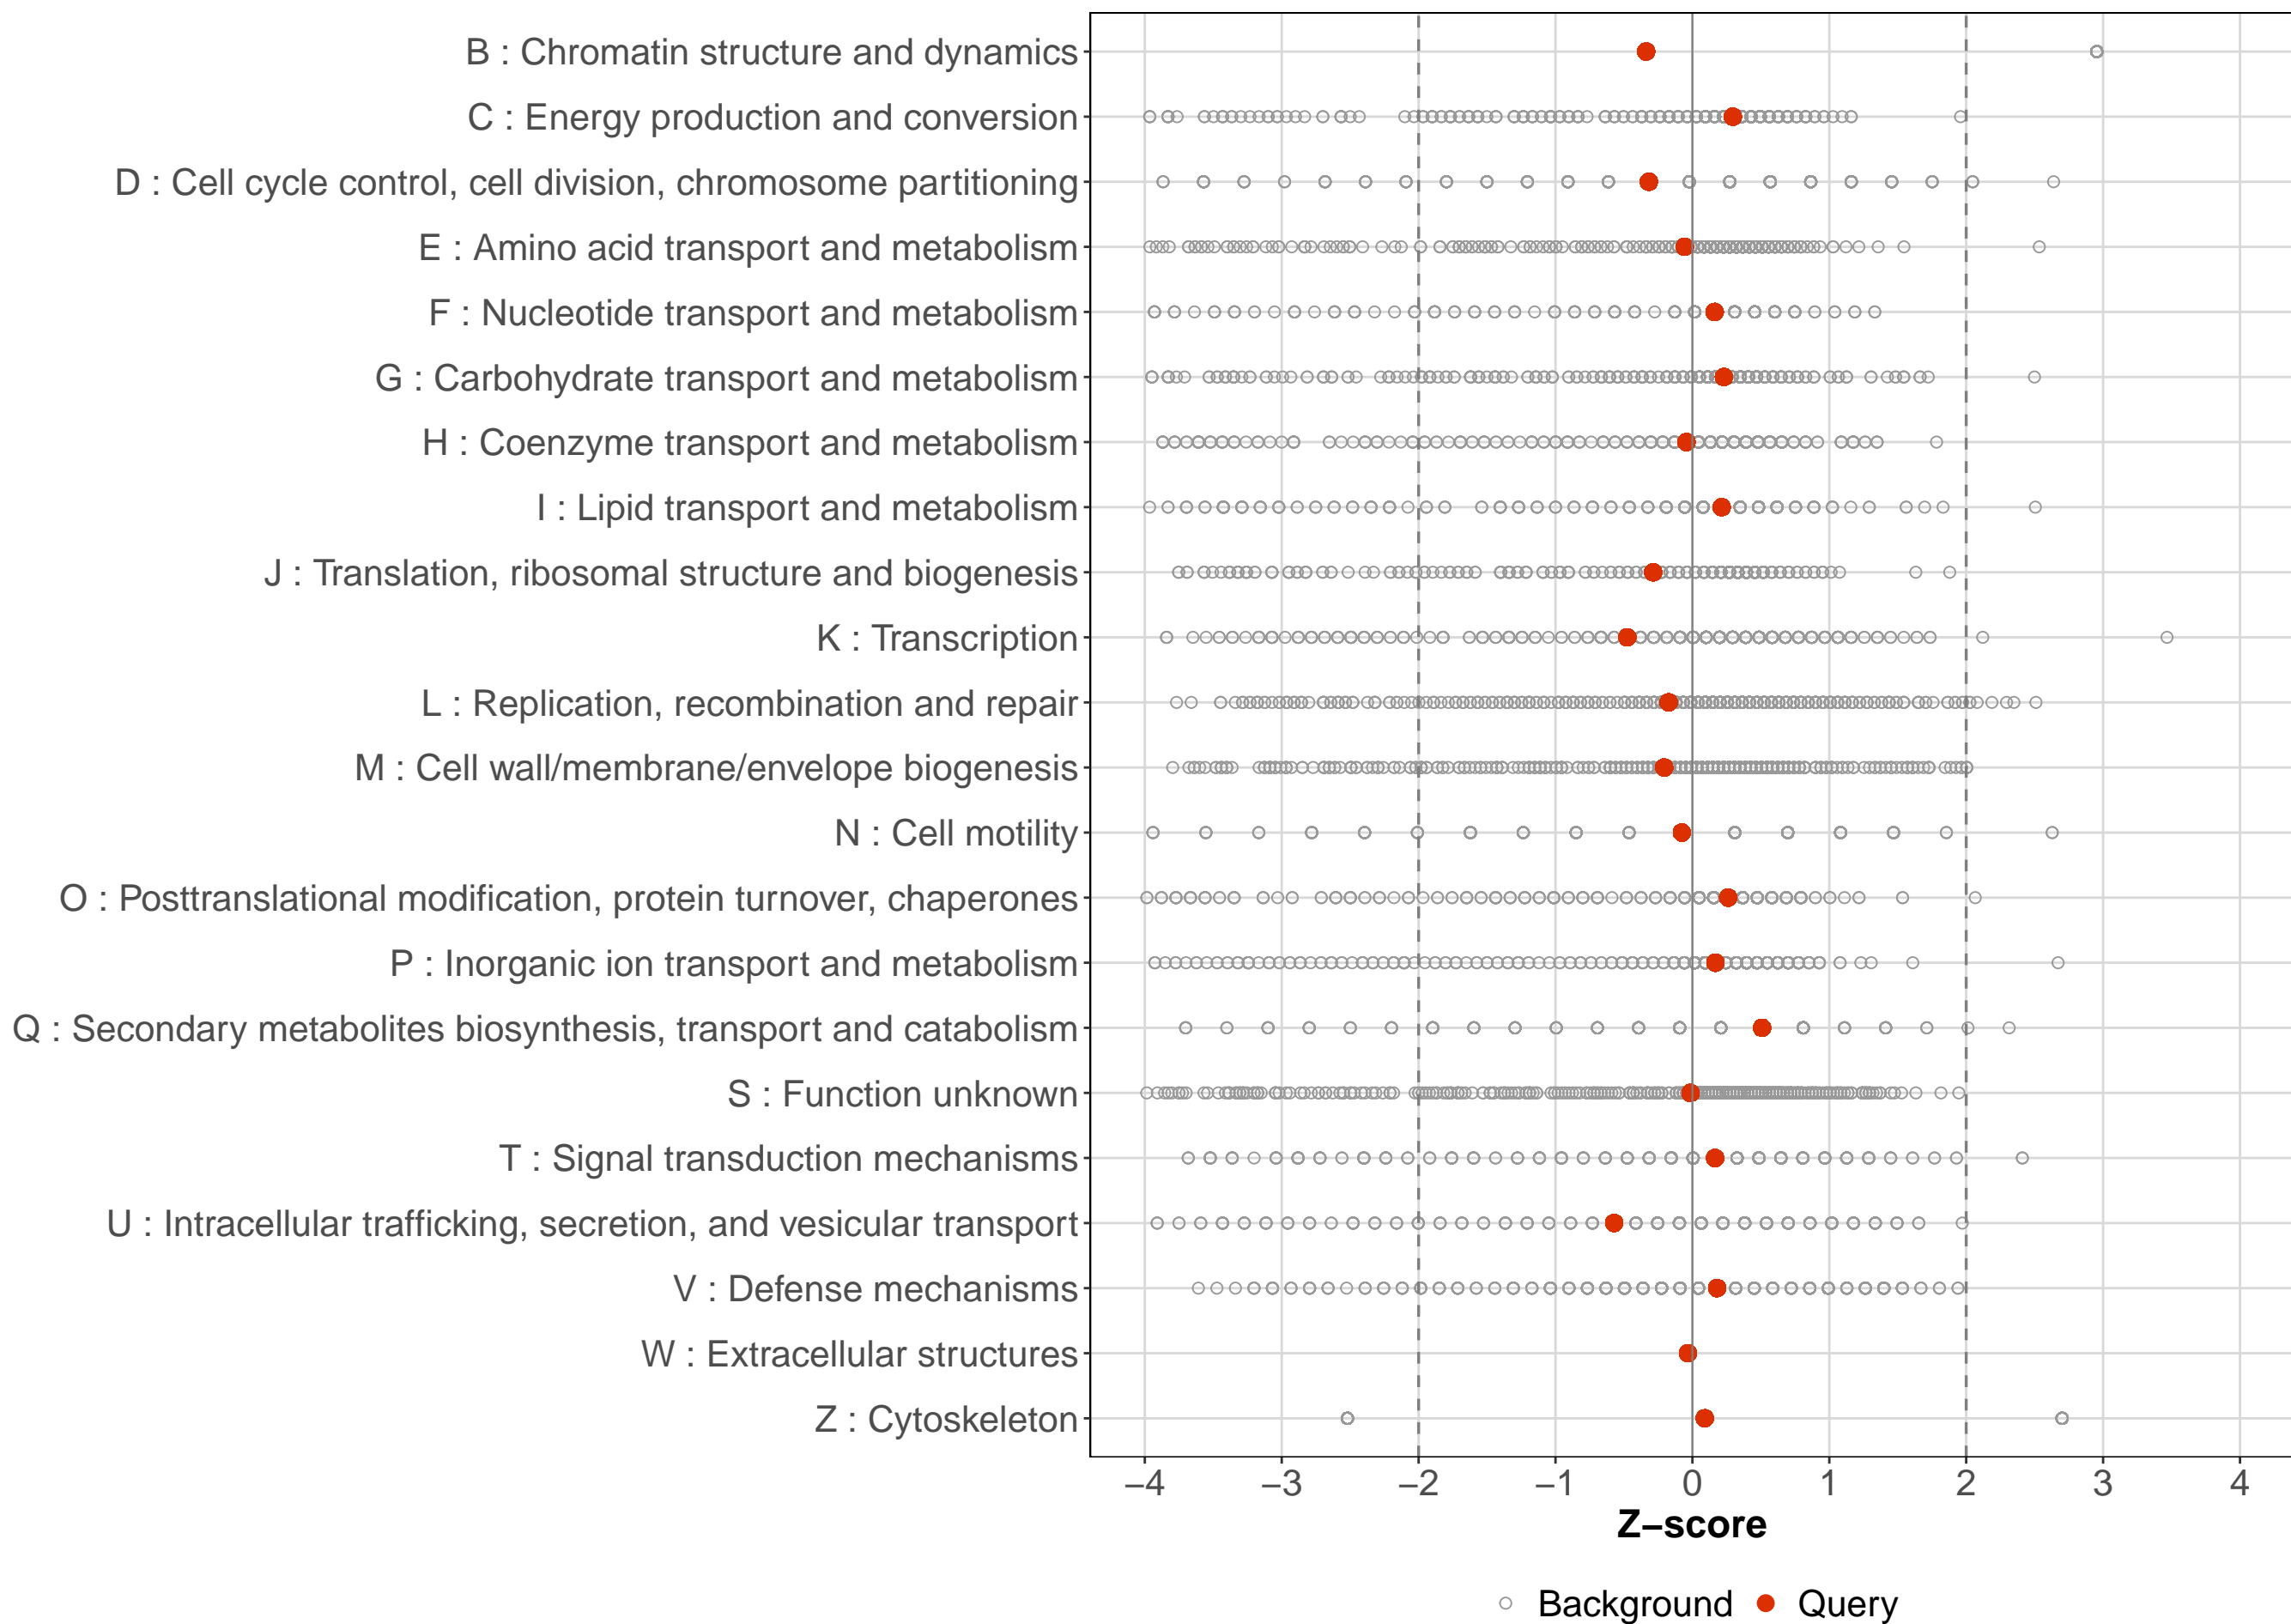 B : Chromatin structure and dynamics
C : Energy production and conversion
D : Cell cycle control, cell division, chromosome partitioning
E : Amino acid transport and metabolism
F : Nucleotide transport and metabolism
G : Carbohydrate transport and metabolism
H : Coenzyme transport and metabolism
I : Lipid transport and metabolism
J : Translation, ribosomal structure and biogenesis
K : Transcription
L : Replication, recombination and repair
M : Cell wall/membrane/envelope biogenesis
N : Cell motility
O : Posttranslational modification, protein turnover, chaperones
P : Inorganic ion transport and metabolism
Q : Secondary metabolites biosynthesis, transport and catabolism
S : Function unknown
T : Signal transduction mechanisms
U : Intracellular trafficking, secretion, and vesicular transport
V : Defense mechanisms
W : Extracellular structures
Z : Cytoskeleton
−4 −3 −2 −1 0 1 2 3 4
Z−score
Background Query